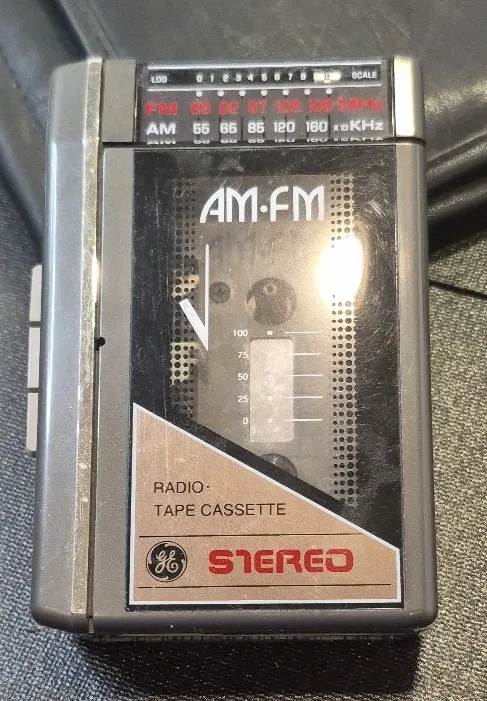 LOG 0 1 2 3 4 5 6 7 8 SCALE
FM 88 92 97 102 108 MHz
AM 55 65 85 120 160 x10 KHz
AM·FM
100
75
50
25
0
RADIO·
TAPE CASSETTE
GE STEREO